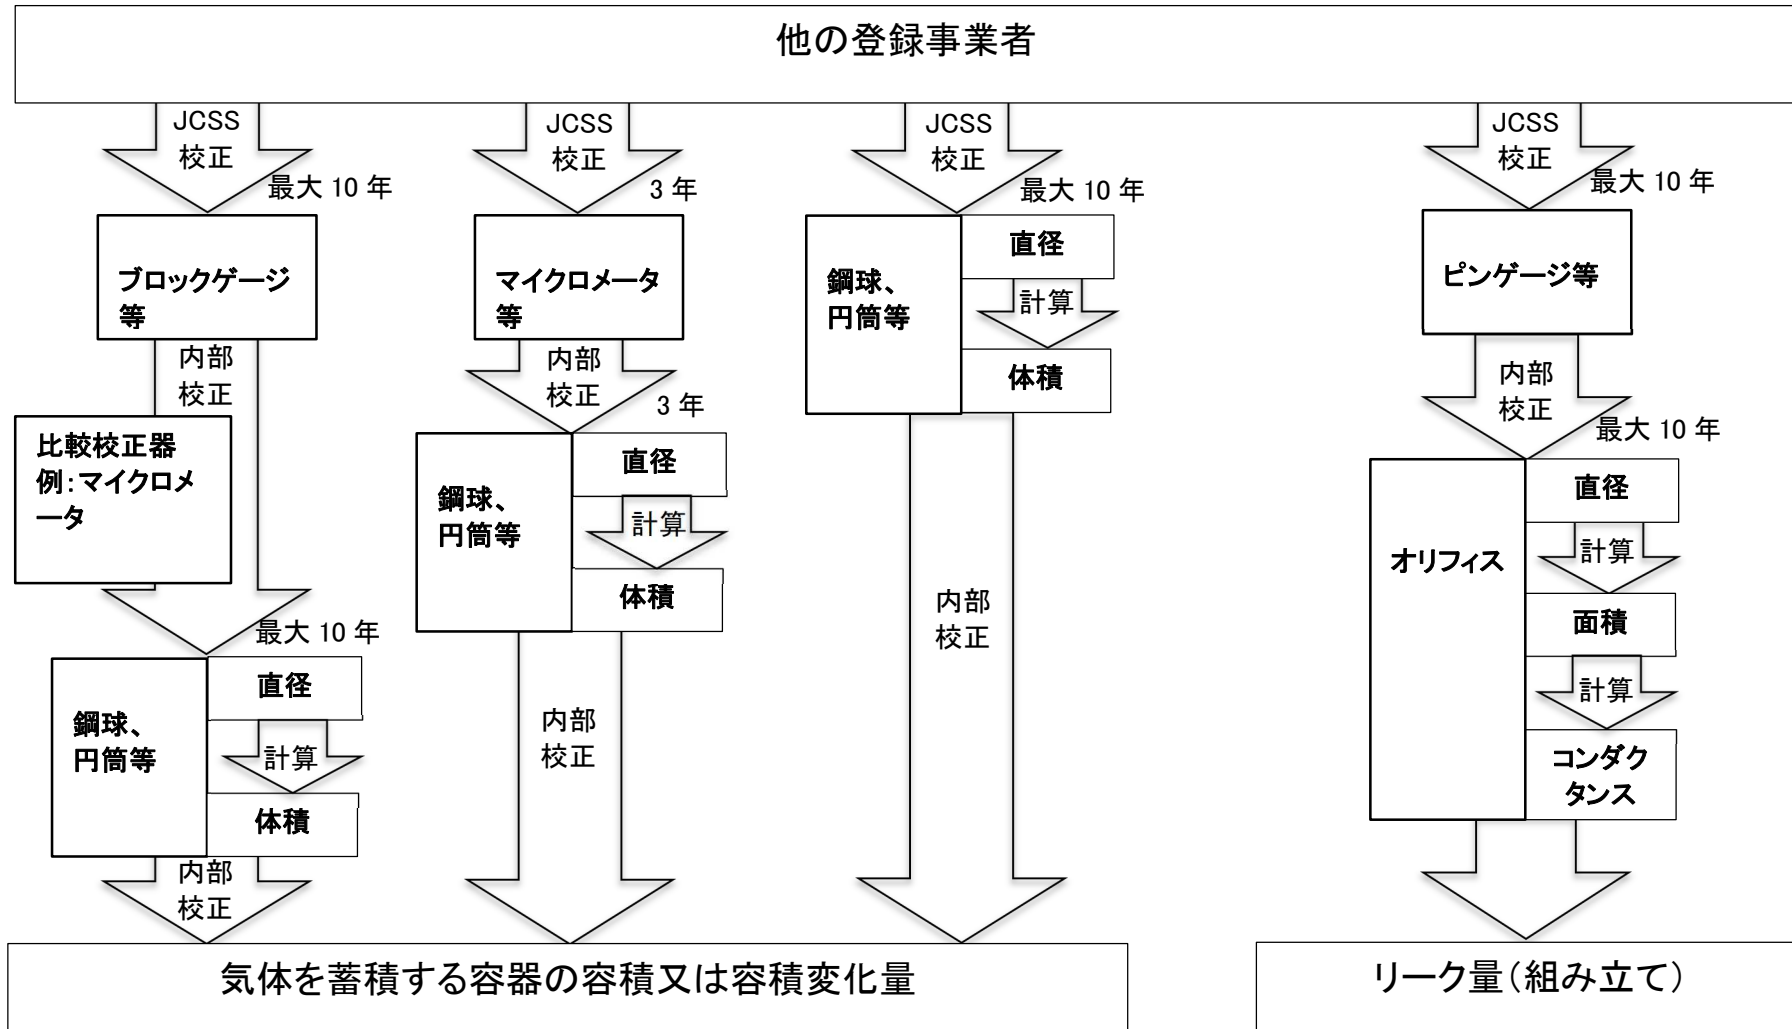 他の登録事業者
JCSS
校正
最大 10 年
ブロックゲージ
等
内部
校正
比較校正器
例：マイクロメ
ータ
最大 10 年
鋼球、
円筒等
直径
計算
体積
内部
校正
JCSS
校正
3 年
マイクロメータ
等
内部
校正
3 年
鋼球、
円筒等
直径
計算
体積
内部
校正
JCSS
校正
最大 10 年
鋼球、
円筒等
直径
計算
体積
内部
校正
気体を蓄積する容器の容積又は容積変化量
JCSS
校正
最大 10 年
ピンゲージ等
内部
校正
最大 10 年
オリフィス
直径
計算
面積
計算
コンダク
タンス
リーク量（組み立て）